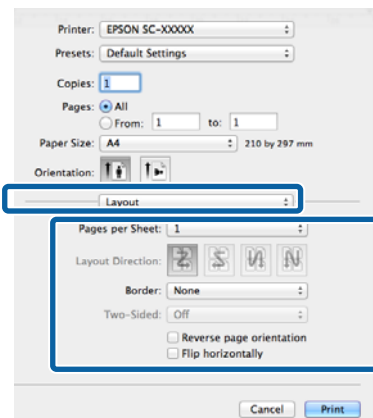 Printer: EPSON SC-XXXXX
Presets: Default Settings
Copies: 1
Pages: All
From: 1 to: 1
Paper Size: A4 210 by 297 mm
Orientation:
Layout
Pages per Sheet: 1
Layout Direction:
Border: None
Two-Sided: Off
Reverse page orientation
Flip horizontally
Cancel Print